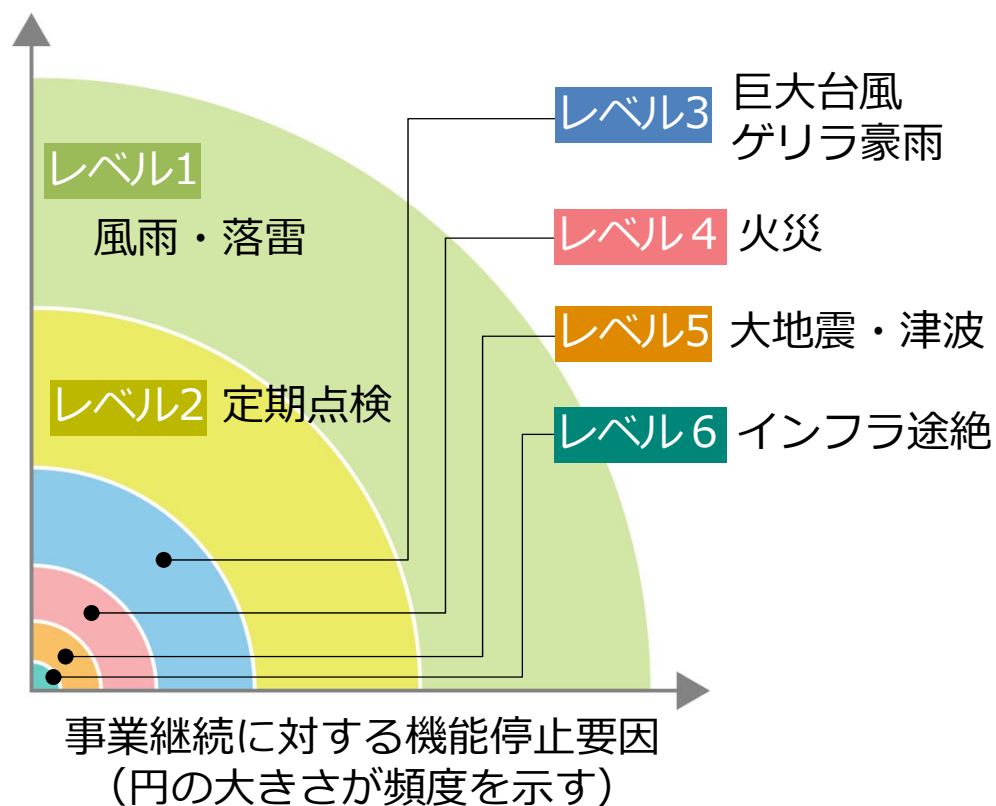 レベル1
風雨・落雷
レベル2 定期点検
レベル3 巨大台風
ゲリラ豪雨
レベル４ 火災
レベル5 大地震・津波
レベル６ インフラ途絶
事業継続に対する機能停止要因
（円の大きさが頻度を示す）